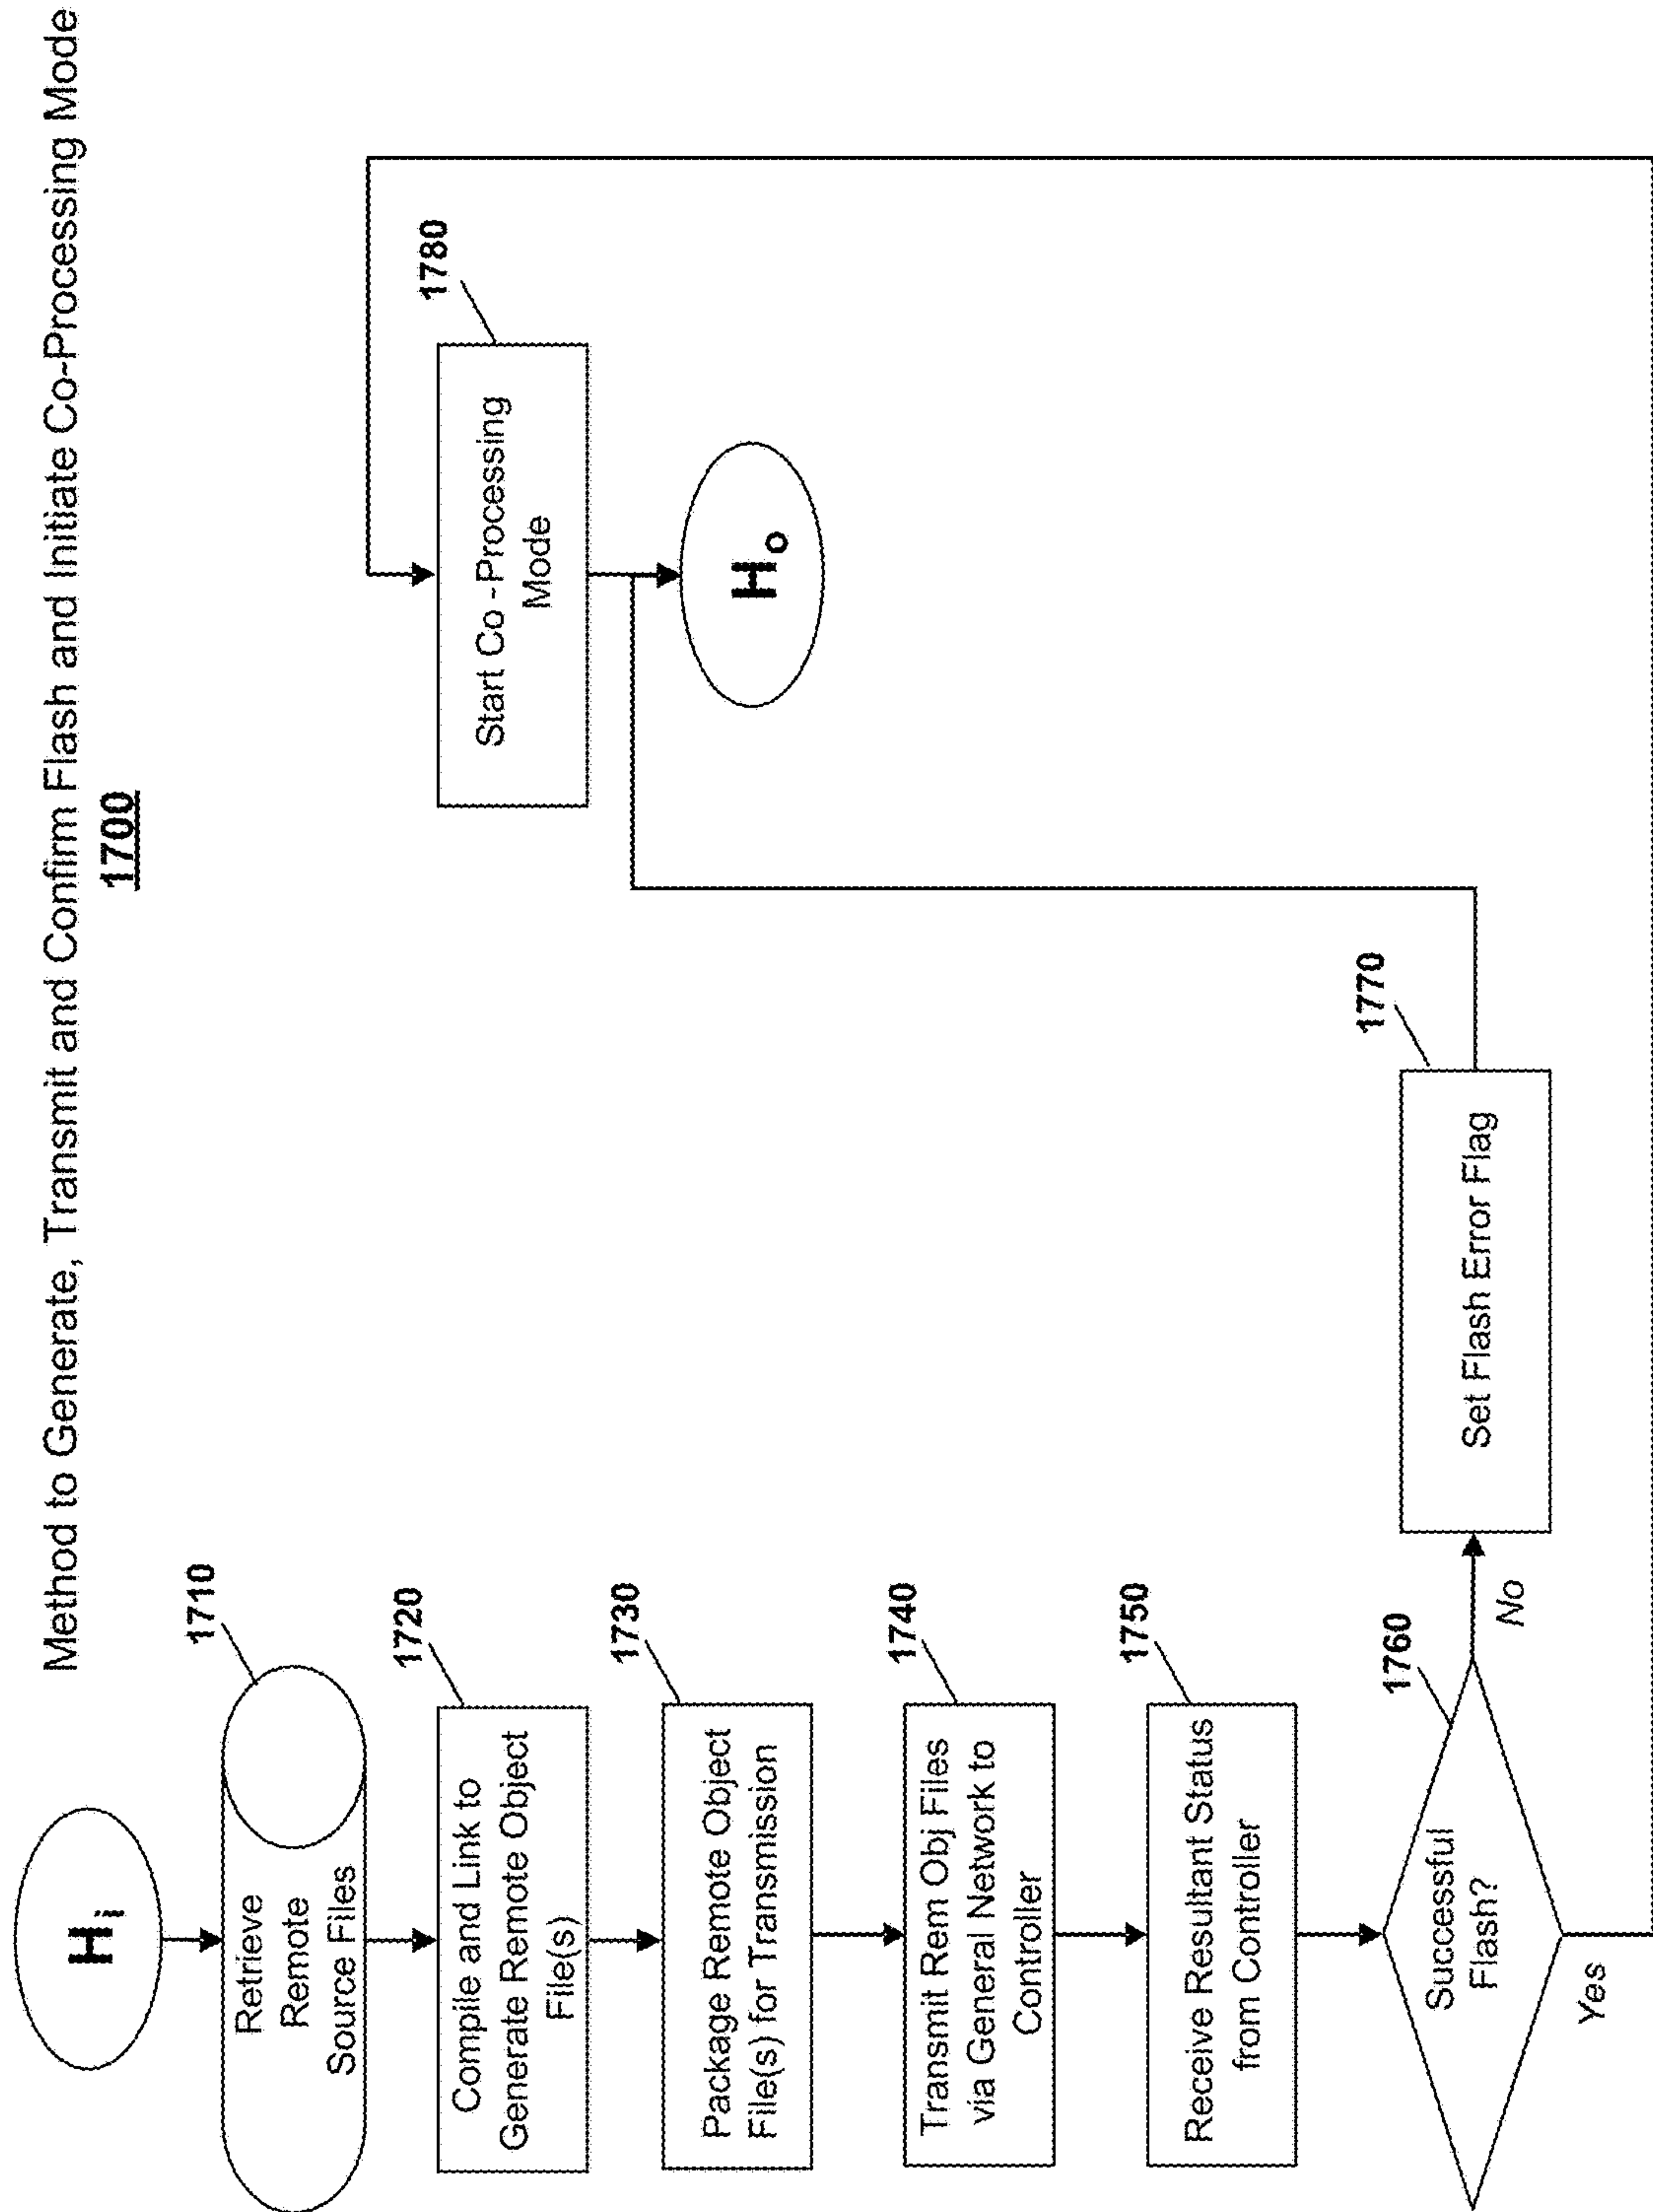 Method to Generate, Transmit and Confirm Flash and Initiate Co-Processing Mode
1700
H i
1710
Retrieve
Remote
Source Files
1720
Compile and Link to
Generate Remote Object
File(s)
1730
Package Remote Object
File(s) for Transmission
1740
Transmit Rem Obj Files
via General Network to
Controller
1750
Receive Resultant Status
from Controller
1760
Successful
Flash?
No
Yes
1770
Set Flash Error Flag
1780
Start Co -Processing
Mode
H o